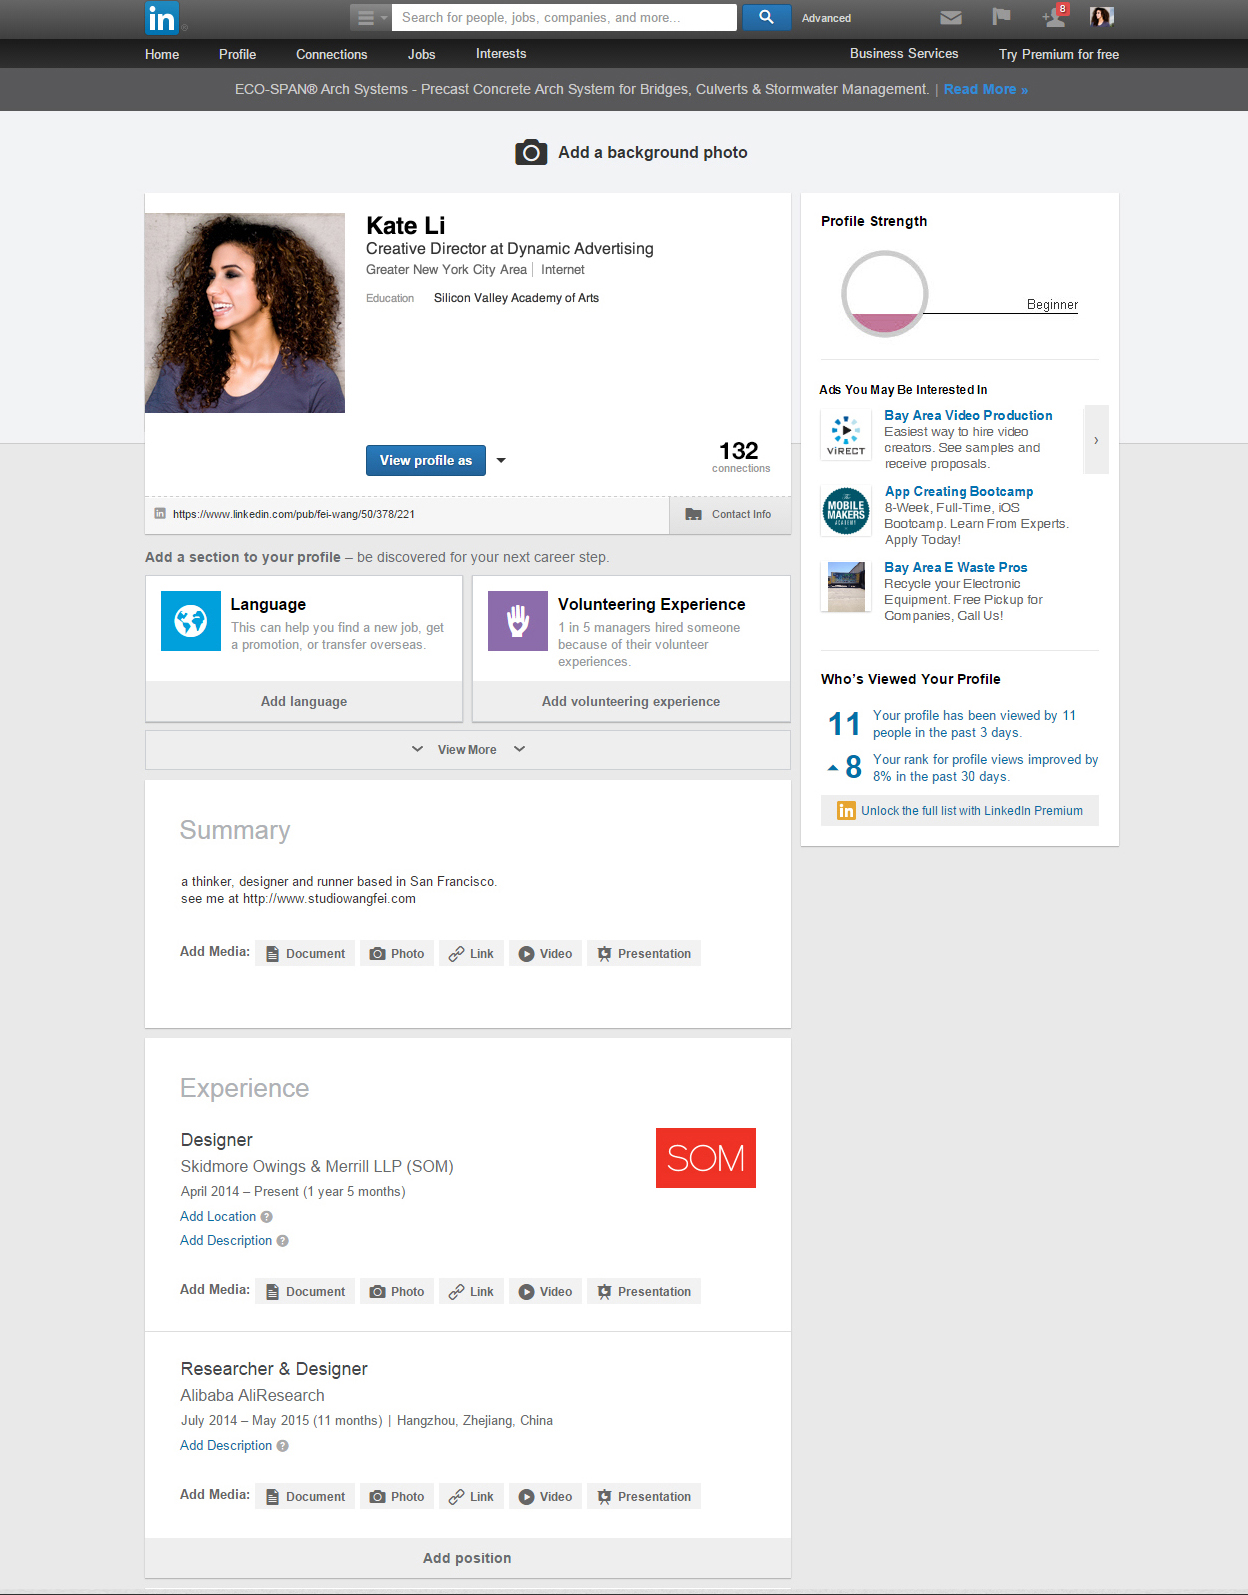 in ®
Search for people, jobs, companies, and more...
Advanced
8
Home Profile Connections Jobs Interests Business Services Try Premium for free
ECO-SPAN® Arch Systems - Precast Concrete Arch System for Bridges, Culverts & Stormwater Management. | Read More »
Add a background photo
Kate Li
Creative Director at Dynamic Advertising
Greater New York City Area | Internet
Education Silicon Valley Academy of Arts
View profile as
132
connections
in https://www.linkedin.com/pub/fei-wang/50/378/221
Contact Info
Add a section to your profile – be discovered for your next career step.
Language
This can help you find a new job, get
a promotion, or transfer overseas.
Add language
Volunteering Experience
1 in 5 managers hired someone
because of their volunteer
experiences.
Add volunteering experience
View More
Summary
a thinker, designer and runner based in San Francisco.
see me at http://www.studiowangfei.com
Add Media: Document Photo Link Video Presentation
Experience
Designer
Skidmore Owings & Merrill LLP (SOM)
April 2014 – Present (1 year 5 months)
Add Location ?
Add Description ?
SOM
Add Media: Document Photo Link Video Presentation
Researcher & Designer
Alibaba AliResearch
July 2014 – May 2015 (11 months) | Hangzhou, Zhejiang, China
Add Description ?
Add Media: Document Photo Link Video Presentation
Add position
Profile Strength
Beginner
Ads You May Be Interested In
ViRECT
Bay Area Video Production
Easiest way to hire video
creators. See samples and
receive proposals.
›
The
MOBILE
MAKERS
ACADEMY
App Creating Bootcamp
8-Week, Full-Time, iOS
Bootcamp. Learn From Experts.
Apply Today!
Bay Area E Waste Pros
Recycle your Electronic
Equipment. Free Pickup for
Companies, Call Us!
Who's Viewed Your Profile
11
Your profile has been viewed by 11
people in the past 3 days.
8
Your rank for profile views improved by
8% in the past 30 days.
in Unlock the full list with LinkedIn Premium